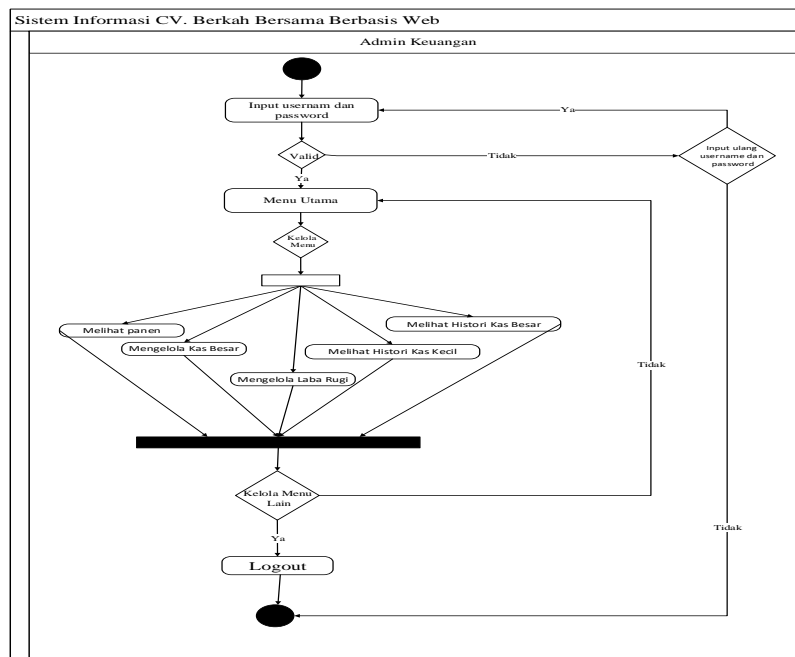 Sistem Informasi CV. Berkah Bersama Berbasis Web
Admin Keuangan
Input usernam dan
password
Ya
Valid
Tidak
Input ulang
username dan
password
Ya
Menu Utama
Kelola
Menu
Melihat panen
Mengelola Kas Besar
Mengelola Laba Rugi
Melihat Histori Kas Kecil
Melihat Histori Kas Besar
Tidak
Kelola Menu
Lain
Ya
Tidak
Logout